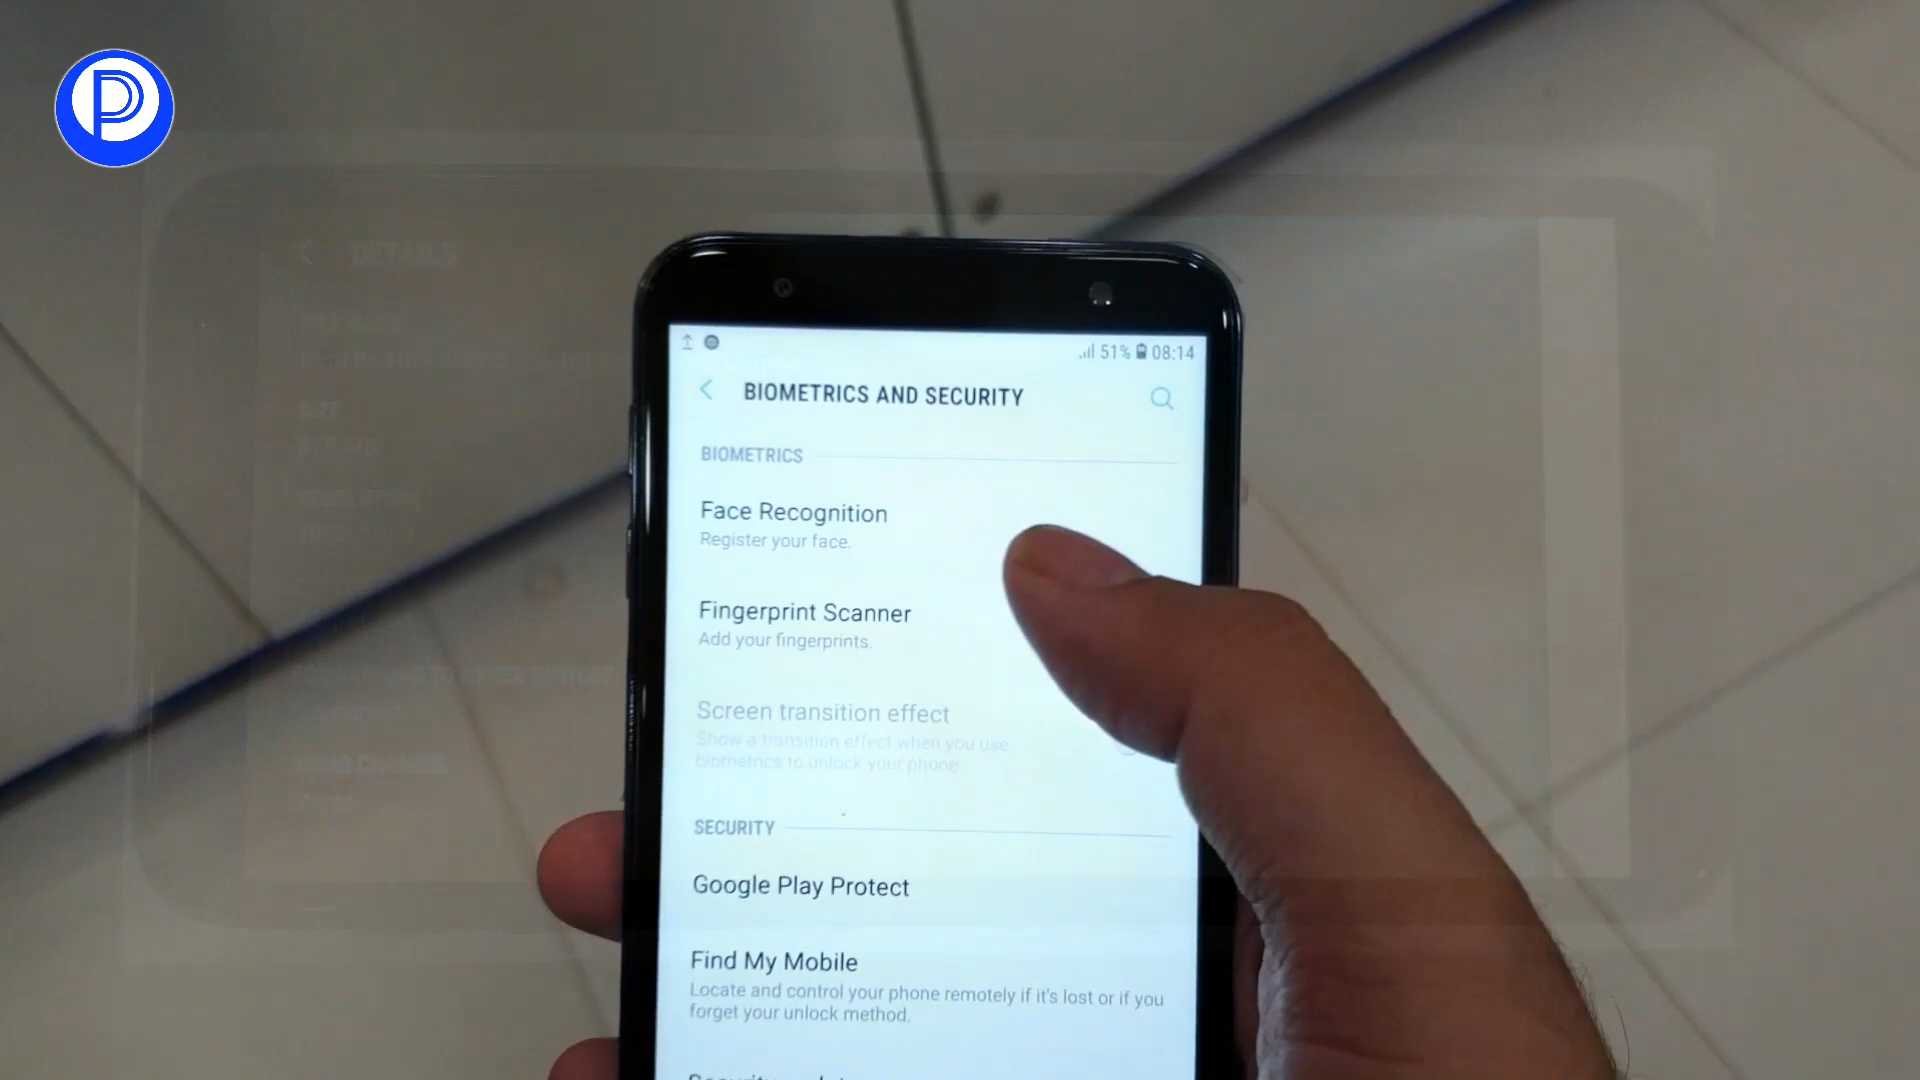 P
51% 08:14
BIOMETRICS AND SECURITY
BIOMETRICS
Face Recognition
Register your face.
Fingerprint Scanner
Add your fingerprints.
Screen transition effect
Show a transition effect when you use
biometrics to unlock your phone.
SECURITY
Google Play Protect
Find My Mobile
Locate and control your phone remotely if it's lost or if you
forget your unlock method.
DETAILS
SIZE